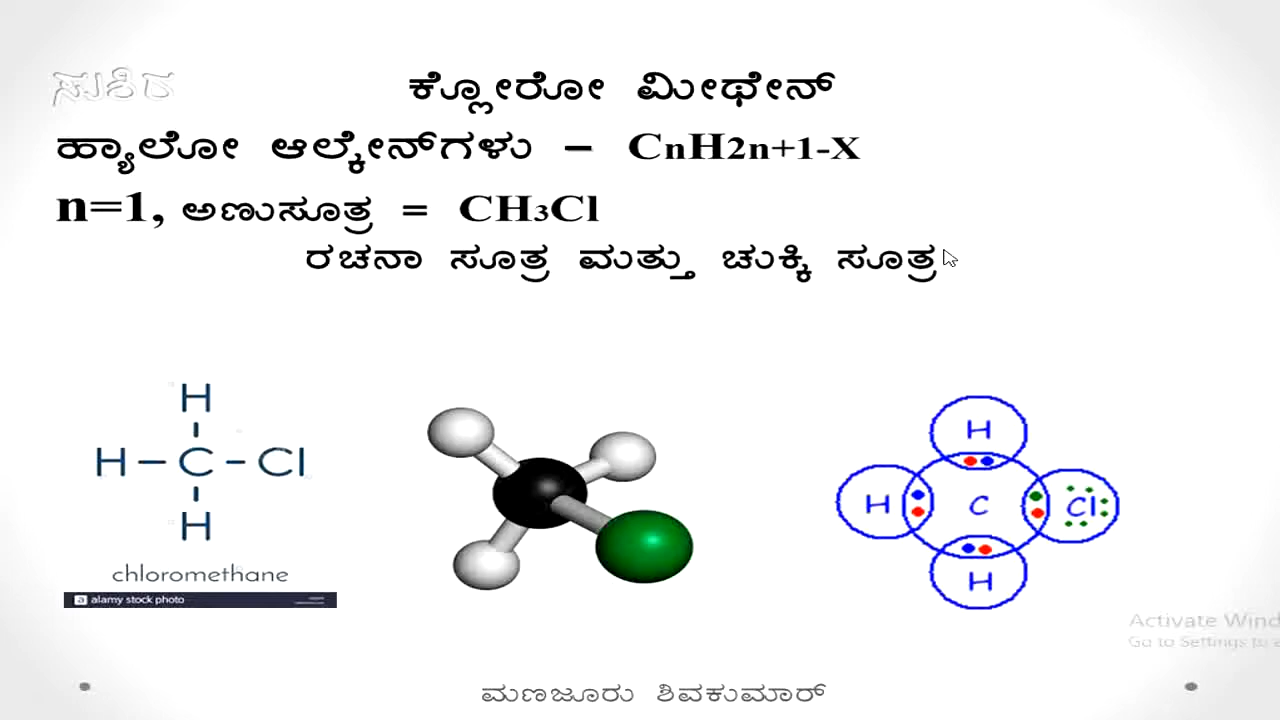 ಸುಶಿರ
ಕ್ಲೋರೋ ಮೀಥೇನ್
ಹ್ಯಾಲೋ ಆಲ್ಕೇನ್‌ಗಳು – CnH2n+1-X
n=1, ಅಣುಸೂತ್ರ = CH₃Cl
ರಚನಾ ಸೂತ್ರ ಮತ್ತು ಚುಕ್ಕಿ ಸೂತ್ರ
H
H – C – Cl
H
chloromethane
a alamy stock photo
H
H C Cl
H
Activate Wind
Go to Settings to a
ಮಣಜೂರು ಶಿವಕುಮಾರ್